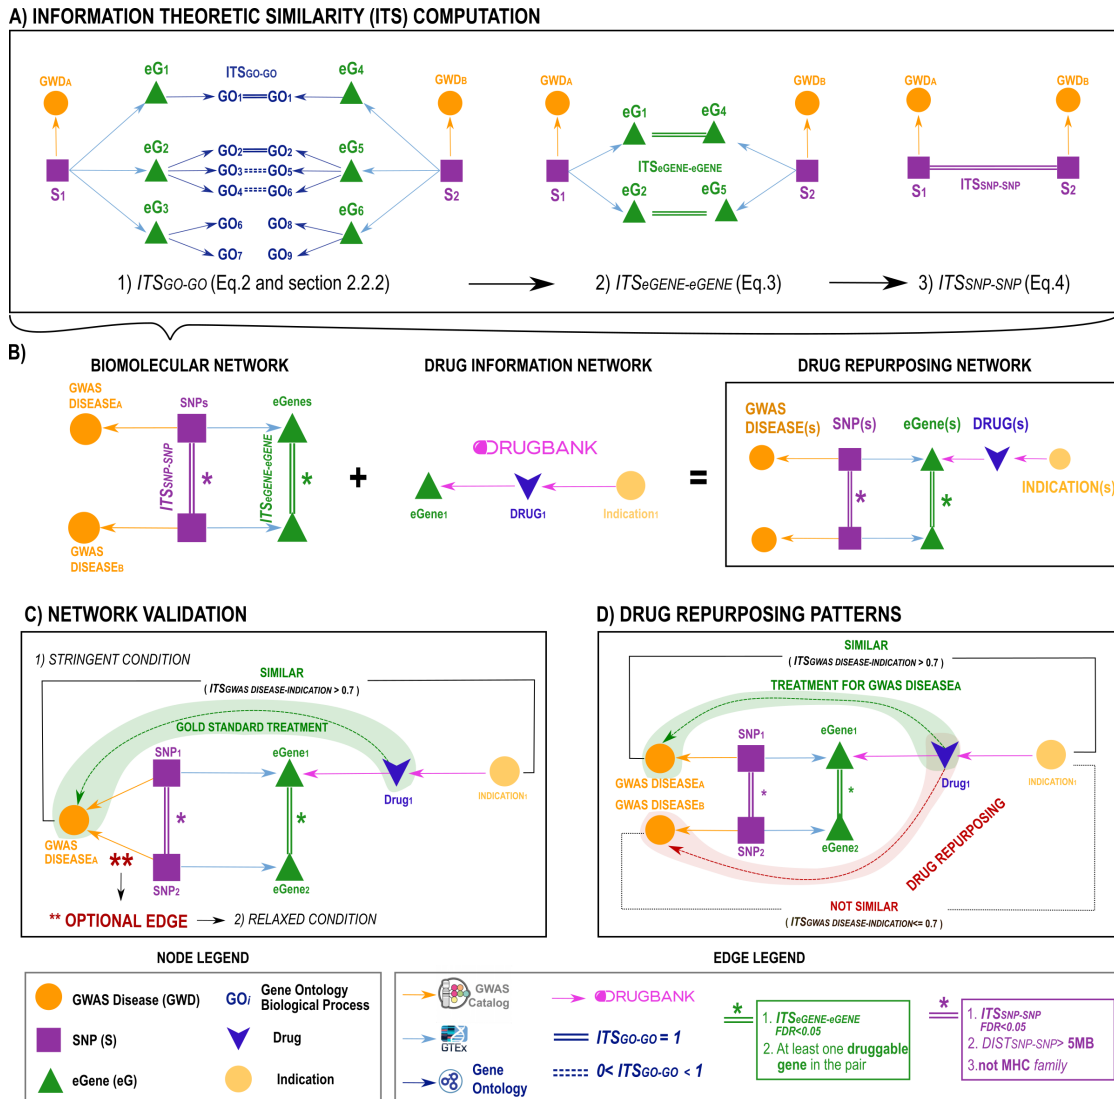 A) INFORMATION THEORETIC SIMILARITY (ITS) COMPUTATION
GWDA
eG1
ITSGO-GO
eG4
GWDB
GO1
GO1
eG2
GO2
GO2
eG5
GO3
GO5
GO4
GO6
S1
S2
eG3
eG6
GO6
GO8
GO7
GO9
1) ITSGO-GO (Eq.2 and section 2.2.2)
GWDA
GWDB
eG1
eG4
ITSeGENE-eGENE
S1
S2
eG2
eG5
2) ITSeGENE-eGENE (Eq.3)
GWDA
GWDB
S1
ITSSNP-SNP
S2
3) ITSSNP-SNP (Eq.4)
B)
BIOMOLECULAR NETWORK
GWAS
DISEASEA
SNPs
eGenes
ITSSNP-SNP
*
ITSeGENE-eGENE
*
GWAS
DISEASEB
+
DRUG INFORMATION NETWORK
DRUGBANK
eGene1
DRUG1
Indication1
=
DRUG REPURPOSING NETWORK
GWAS
DISEASE(s)
SNP(s)
eGene(s)
DRUG(s)
INDICATION(s)
*
*
C) NETWORK VALIDATION
1) STRINGENT CONDITION
SIMILAR
( ITSGWAS DISEASE-INDICATION > 0.7 )
GOLD STANDARD TREATMENT
SNP1
eGene1
Drug1
INDICATION1
*
*
GWAS
DISEASEA
**
SNP2
eGene2
** OPTIONAL EDGE
2) RELAXED CONDITION
D) DRUG REPURPOSING PATTERNS
SIMILAR
( ITSGWAS DISEASE-INDICATION > 0.7 )
TREATMENT FOR GWAS DISEASEA
SNP1
eGene1
GWAS DISEASEA
Drug1
INDICATION1
*
*
GWAS DISEASEB
SNP2
eGene2
DRUG REPURPOSING
NOT SIMILAR
( ITSGWAS DISEASE-INDICATION<= 0.7 )
NODE LEGEND
GWAS Disease (GWD)
GOi
Gene Ontology
Biological Process
SNP (S)
Drug
eGene (eG)
Indication
EDGE LEGEND
GWAS
Catalog
DRUGBANK
GTEx
ITSGO-GO = 1
Gene
Ontology
0< ITSGO-GO < 1
*
1. ITSeGENE-eGENE
FDR<0.05
2. At least one druggable
gene in the pair
*
1. ITSSNP-SNP
FDR<0.05
2. DISTSNP-SNP> 5MB
3.not MHC family